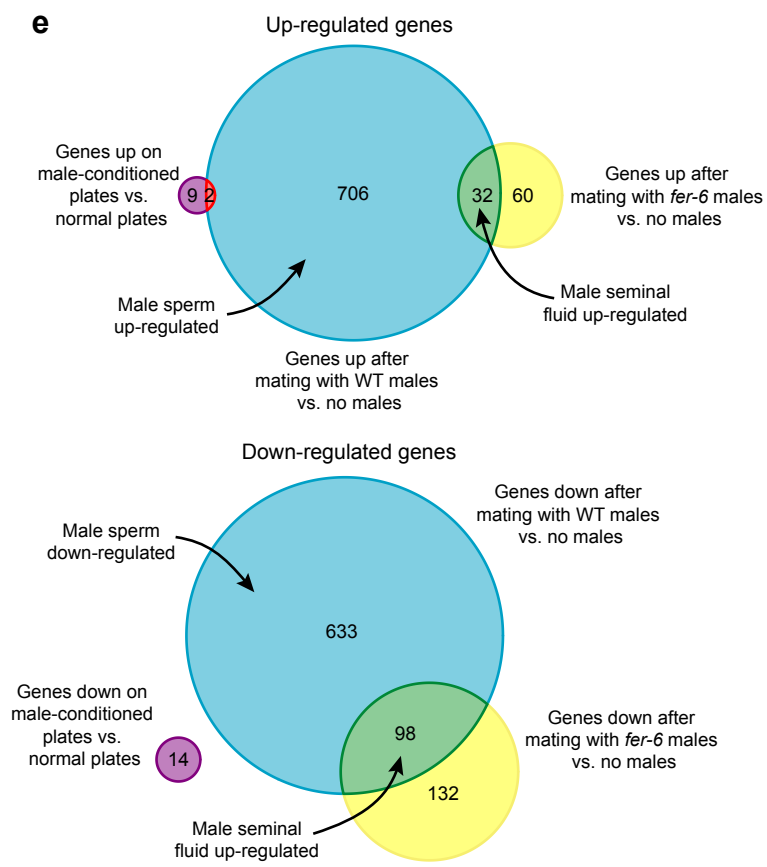 e
Up-regulated genes
Genes up on
male-conditioned
plates vs.
normal plates
9 2
706
32
60
Genes up after
mating with fer-6 males
vs. no males
Male sperm
up-regulated
Male seminal
fluid up-regulated
Genes up after
mating with WT males
vs. no males
Down-regulated genes
Genes down after
mating with WT males
vs. no males
Male sperm
down-regulated
633
Genes down on
male-conditioned
plates vs.
normal plates
14
98
132
Genes down after
mating with fer-6 males
vs. no males
Male seminal
fluid up-regulated